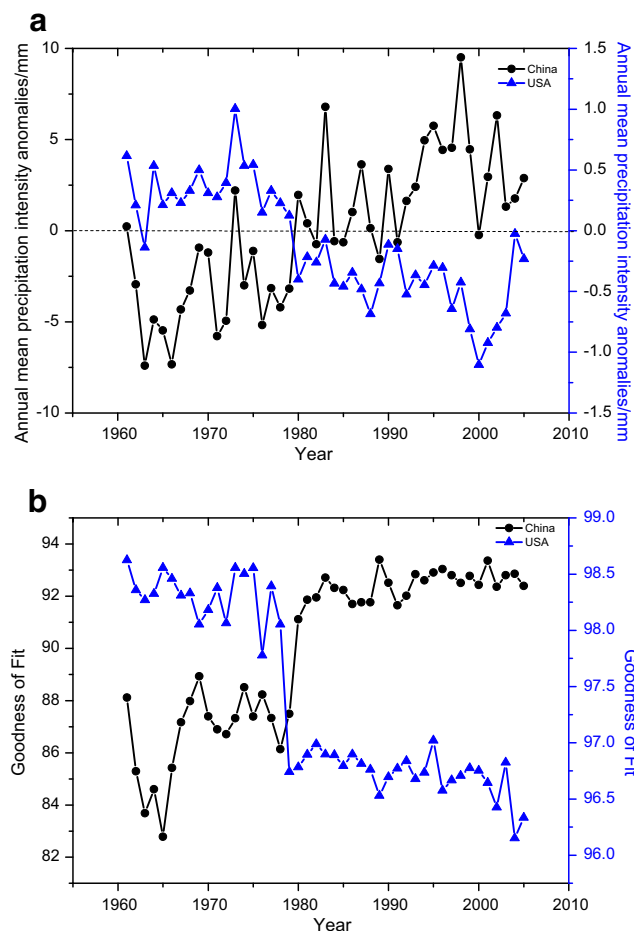 a
Annual mean precipitation intensity anomalies/mm
10
5
0
-5
-10
1.5
1.0
0.5
0.0
-0.5
-1.0
-1.5
Annual mean precipitation intensity anomalies/mm
China
USA
1960 1970 1980 1990 2000 2010
Year
b
Goodness of Fit
94
92
90
88
86
84
82
99.0
98.5
98.0
97.5
97.0
96.5
96.0
Goodness of Fit
China
USA
1960 1970 1980 1990 2000 2010
Year